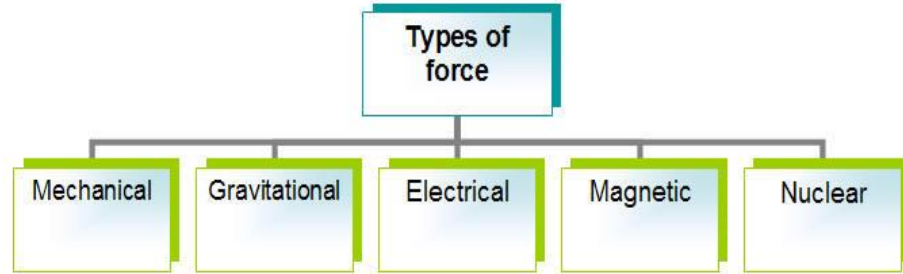 Types of
force
Mechanical
Gravitational
Electrical
Magnetic
Nuclear